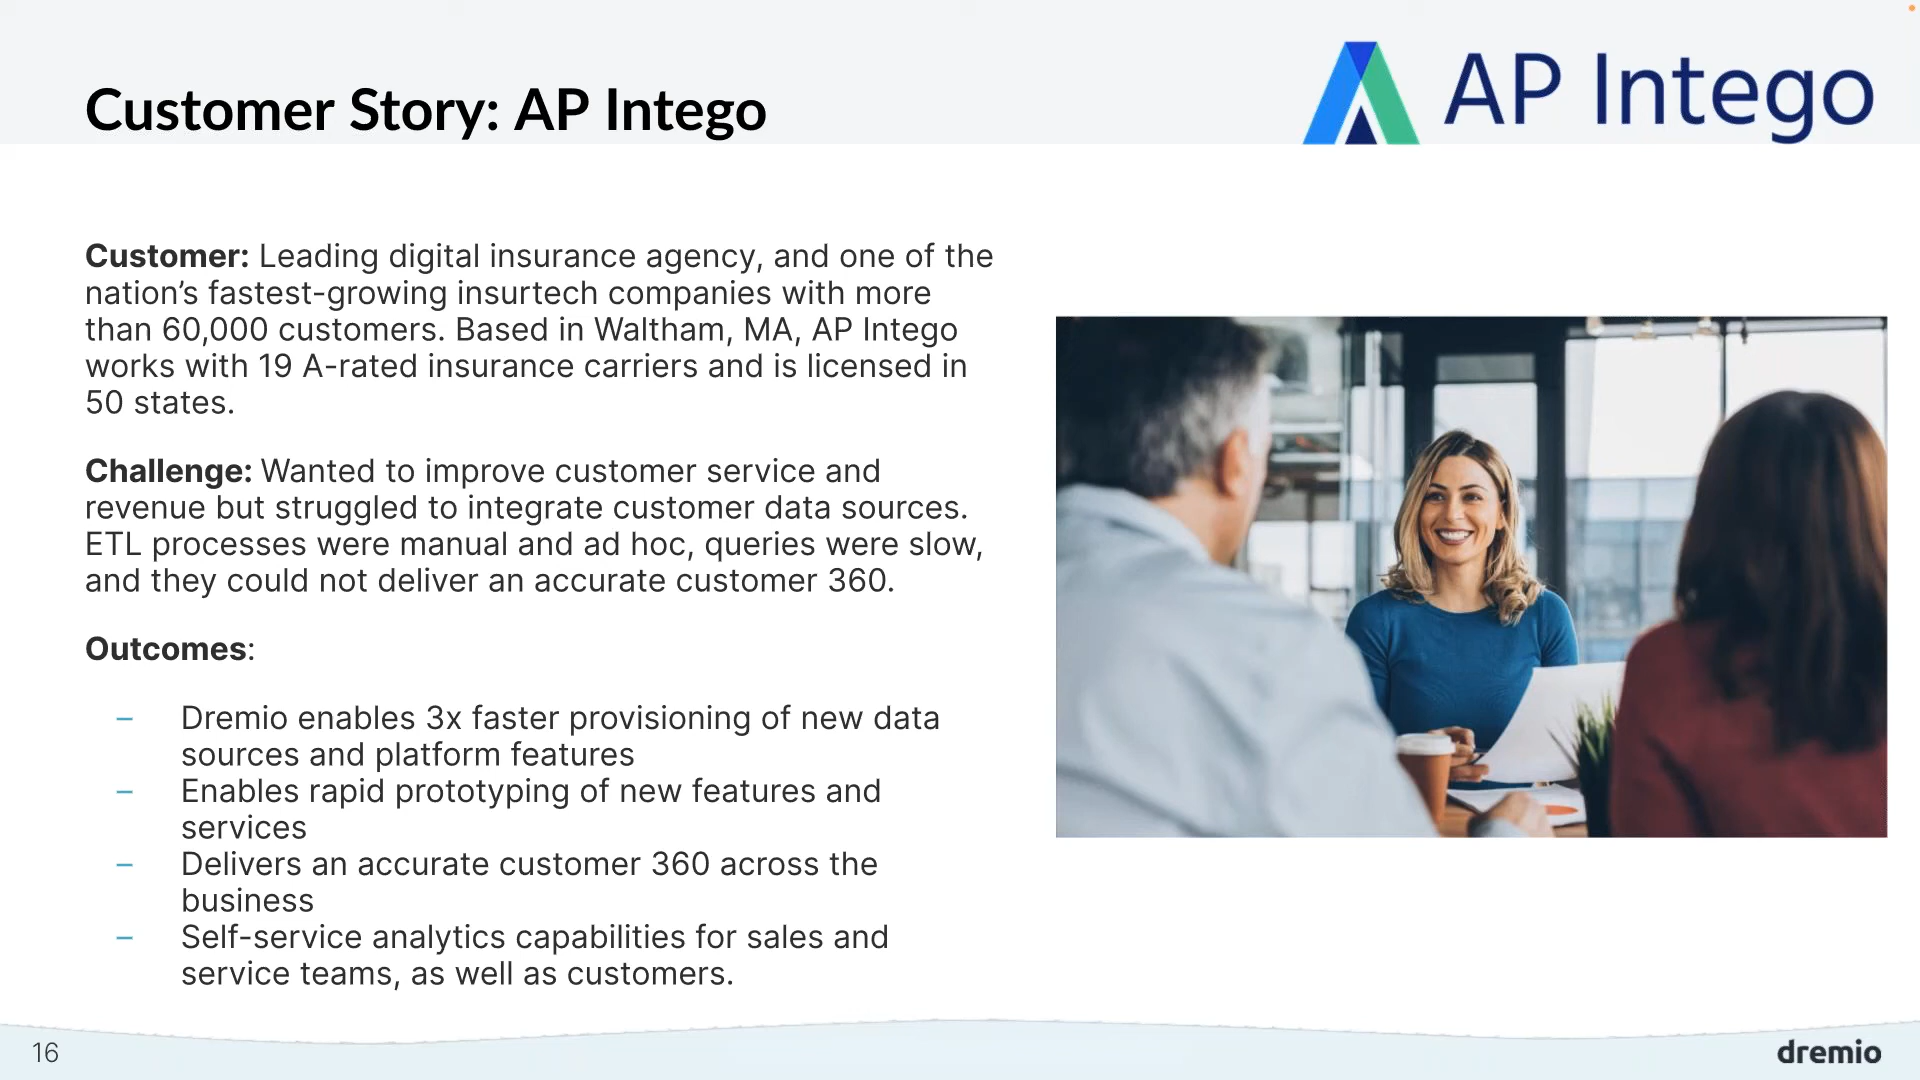 Customer Story: AP Intego
AP Intego
Customer: Leading digital insurance agency, and one of the
nation’s fastest-growing insurtech companies with more
than 60,000 customers. Based in Waltham, MA, AP Intego
works with 19 A-rated insurance carriers and is licensed in
50 states.
Challenge: Wanted to improve customer service and
revenue but struggled to integrate customer data sources.
ETL processes were manual and ad hoc, queries were slow,
and they could not deliver an accurate customer 360.
Outcomes:
– Dremio enables 3x faster provisioning of new data
sources and platform features
– Enables rapid prototyping of new features and
services
– Delivers an accurate customer 360 across the
business
– Self-service analytics capabilities for sales and
service teams, as well as customers.
16
dremio